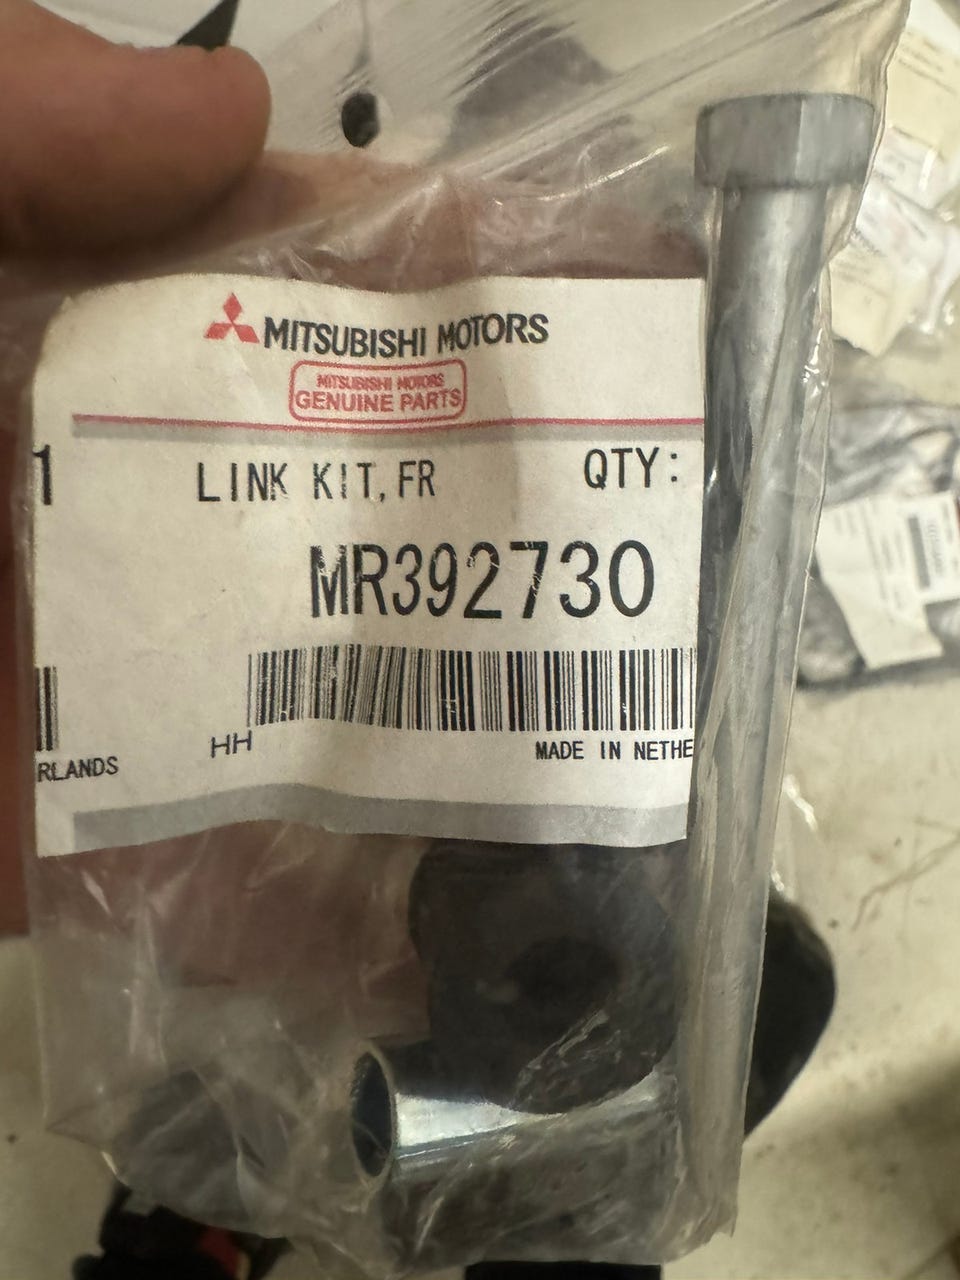 MITSUBISHI MOTORS
MITSUBISHI MOTORS
GENUINE PARTS
1 LINK KIT, FR QTY:
MR392730
HH MADE IN NETHE
RLANDS